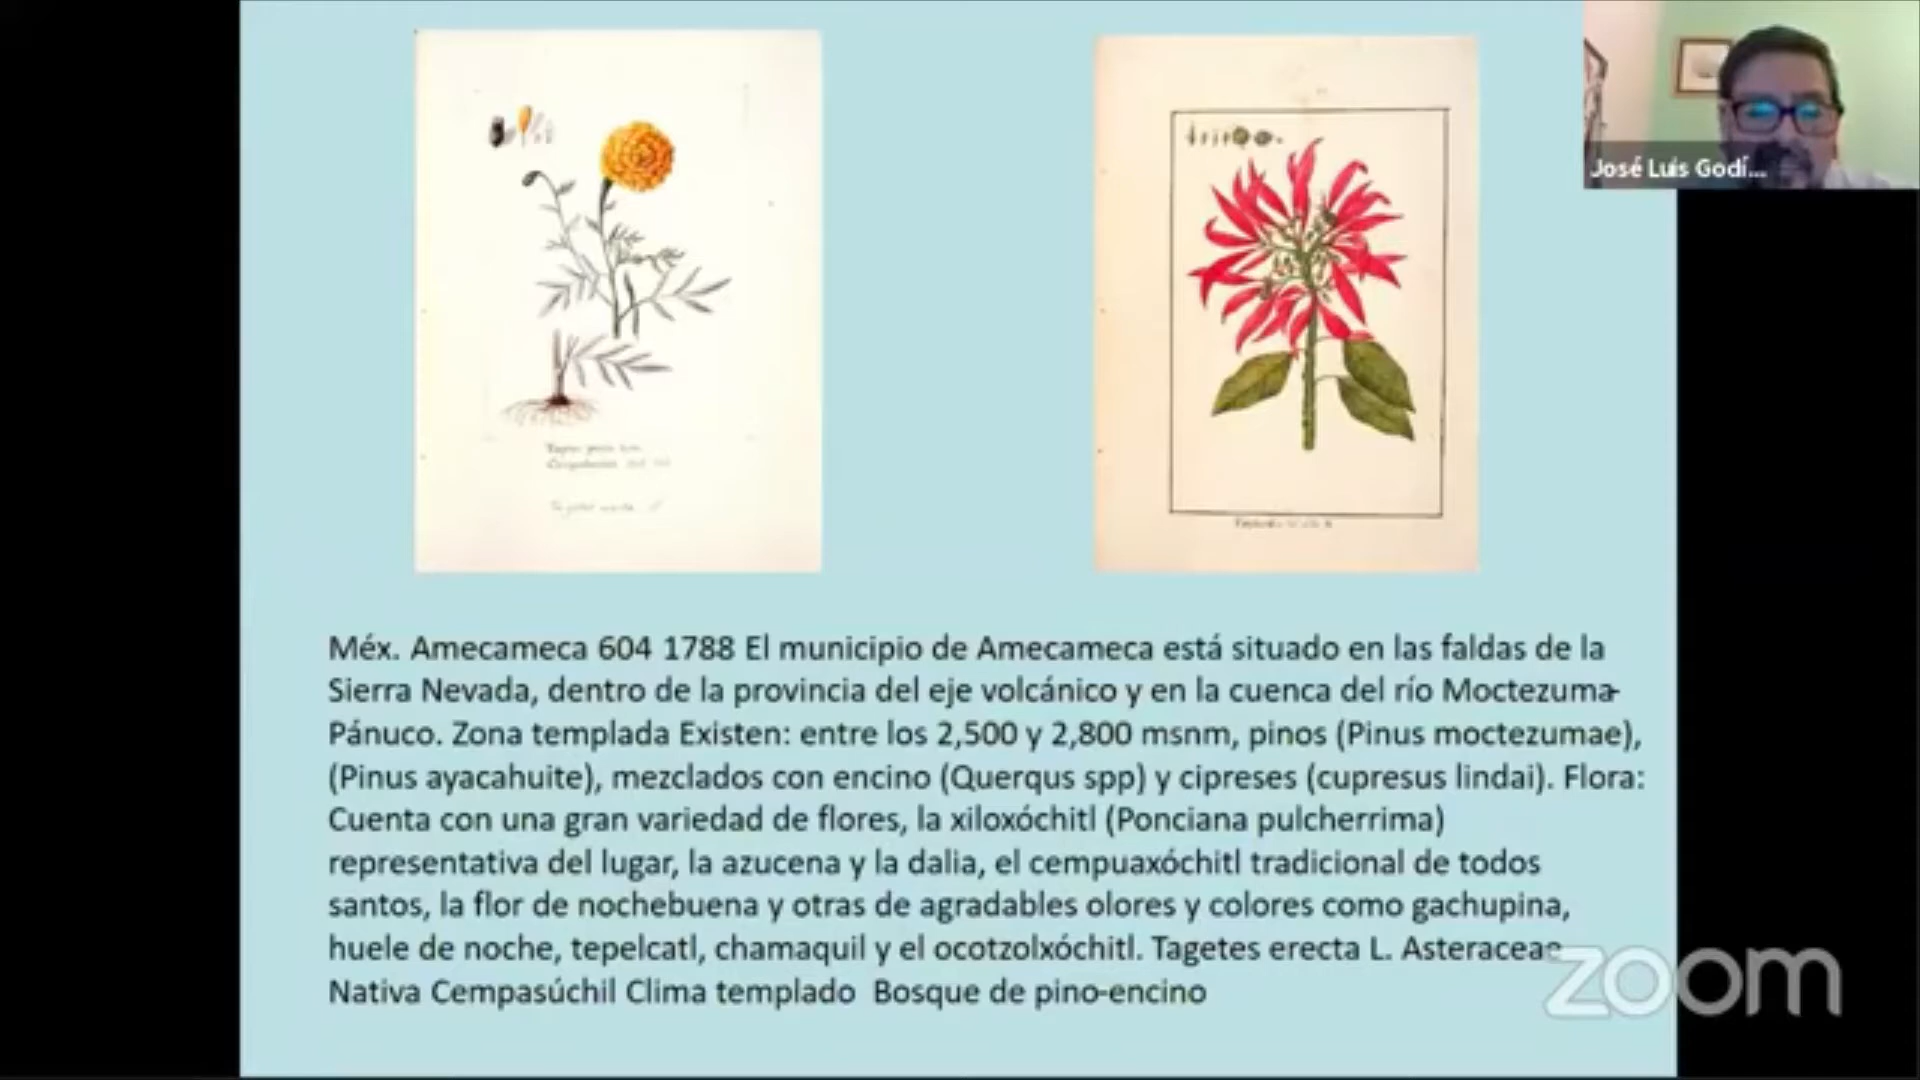 José Luis Godí...
Méx. Amecameca 604 1788 El municipio de Amecameca está situado en las faldas de la
Sierra Nevada, dentro de la provincia del eje volcánico y en la cuenca del río Moctezuma-
Pánuco. Zona templada Existen: entre los 2,500 y 2,800 msnm, pinos (Pinus moctezumae),
(Pinus ayacahuite), mezclados con encino (Querqus spp) y cipreses (cupresus lindai). Flora:
Cuenta con una gran variedad de flores, la xiloxóchitl (Ponciana pulcherrima)
representativa del lugar, la azucena y la dalia, el cempuaxóchitl tradicional de todos
santos, la flor de nochebuena y otras de agradables olores y colores como gachupina,
huele de noche, tepelcatl, chamaquil y el ocotzolxóchitl. Tagetes erecta L. Asteraceae
Nativa Cempasúchil Clima templado  Bosque de pino-encino
zoom